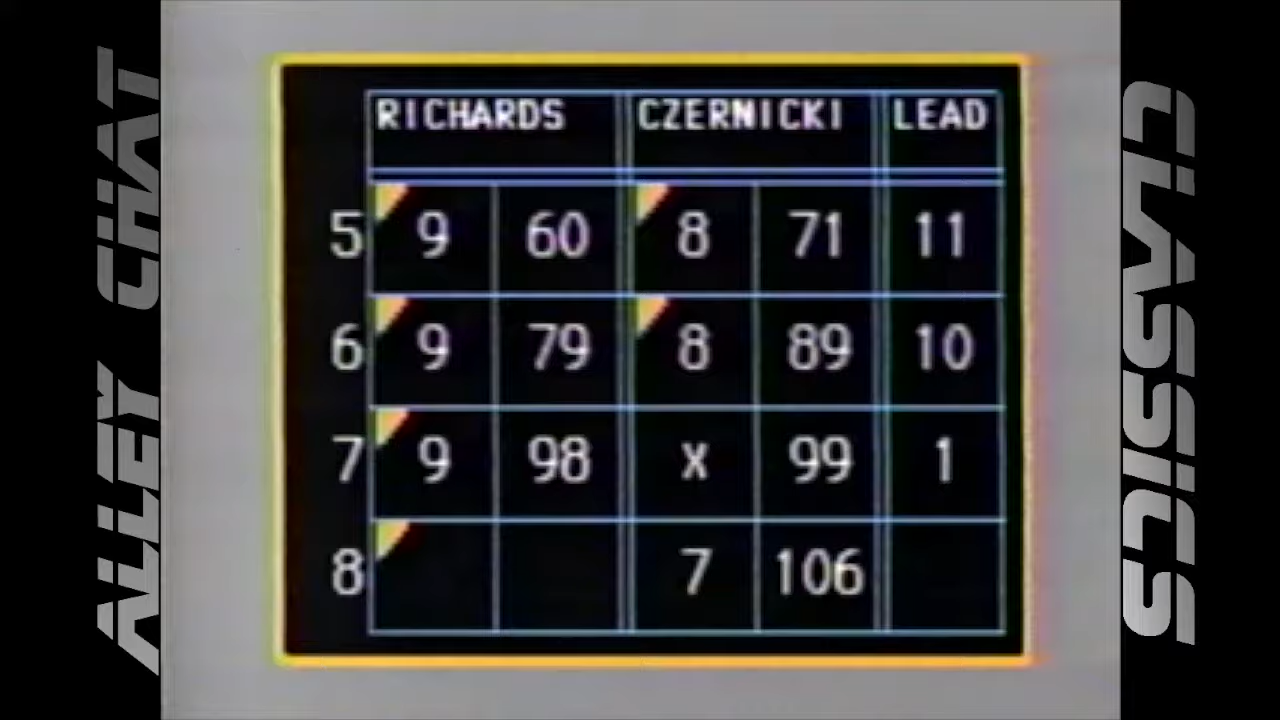 ALLEY CHAT
RICHARDS CZERNICKI LEAD
5 9 60 8 71 11
6 9 79 8 89 10
7 9 98 x 99 1
8 7 106
CLASSICS